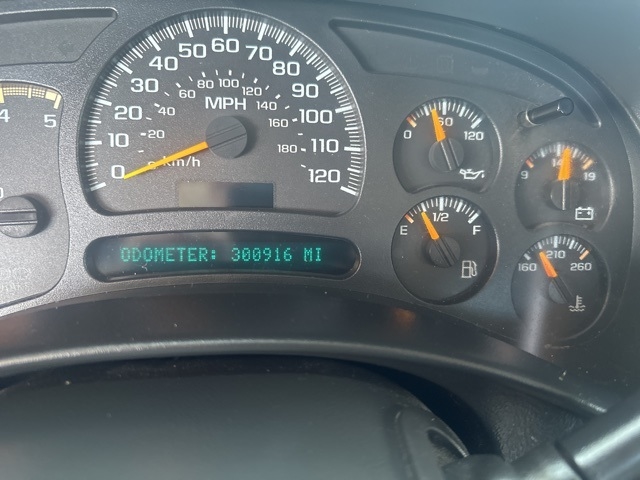 4 5
0 10 20 30 40 50 60 70 80 90 100 110 120
20 40 60 80 100 120 140 160 180
MPH
km/h
0 60 120
9 14 19
E 1/2 F
160 210 260
ODOMETER: 300916 MI